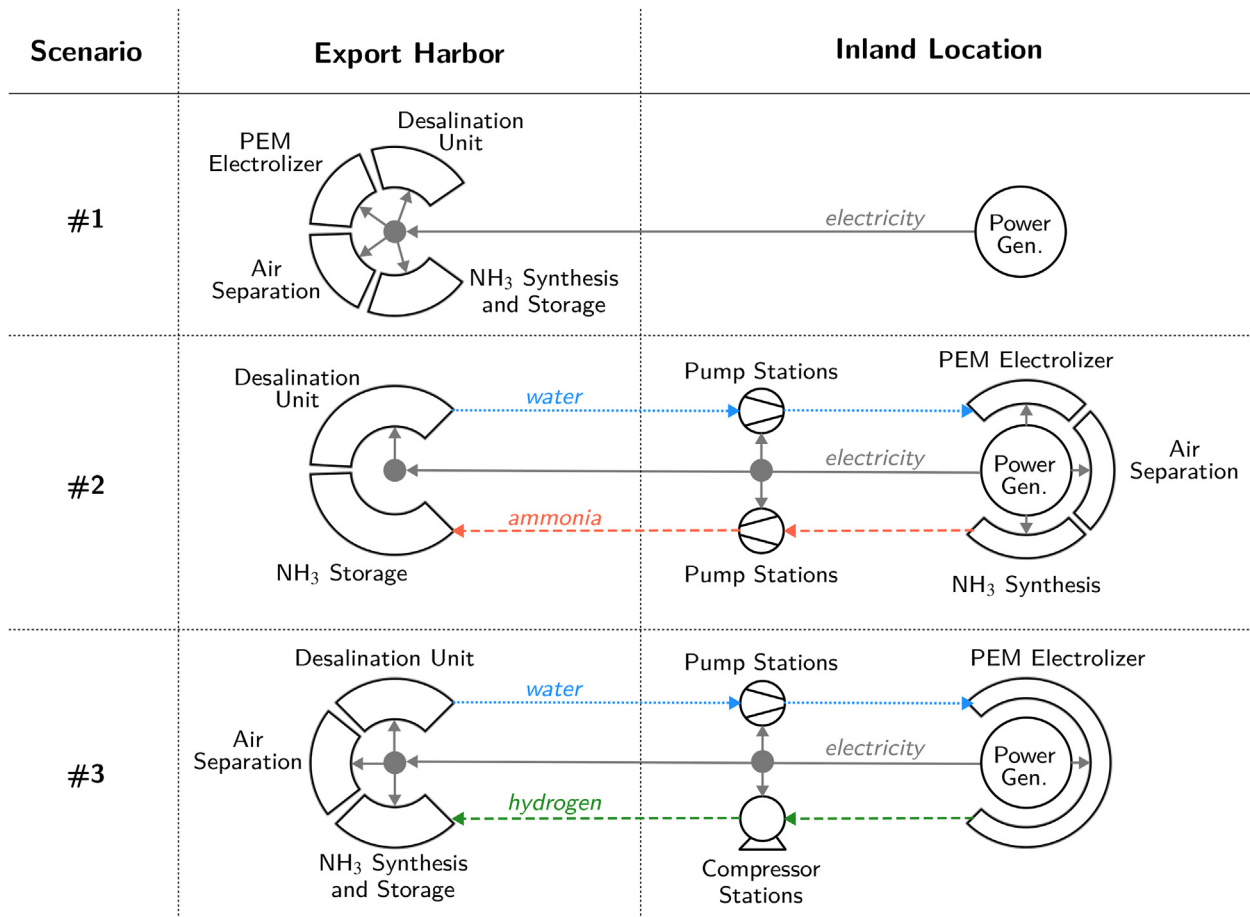 Scenario
Export Harbor
Inland Location
#1
PEM
Electrolizer
Desalination
Unit
Air
Separation
NH₃ Synthesis
and Storage
electricity
Power
Gen.
#2
Desalination
Unit
water
Pump Stations
PEM Electrolizer
electricity
Power
Gen.
Air
Separation
ammonia
NH₃ Storage
Pump Stations
NH₃ Synthesis
#3
Desalination Unit
water
Pump Stations
PEM Electrolizer
Air
Separation
electricity
Power
Gen.
hydrogen
NH₃ Synthesis
and Storage
Compressor
Stations